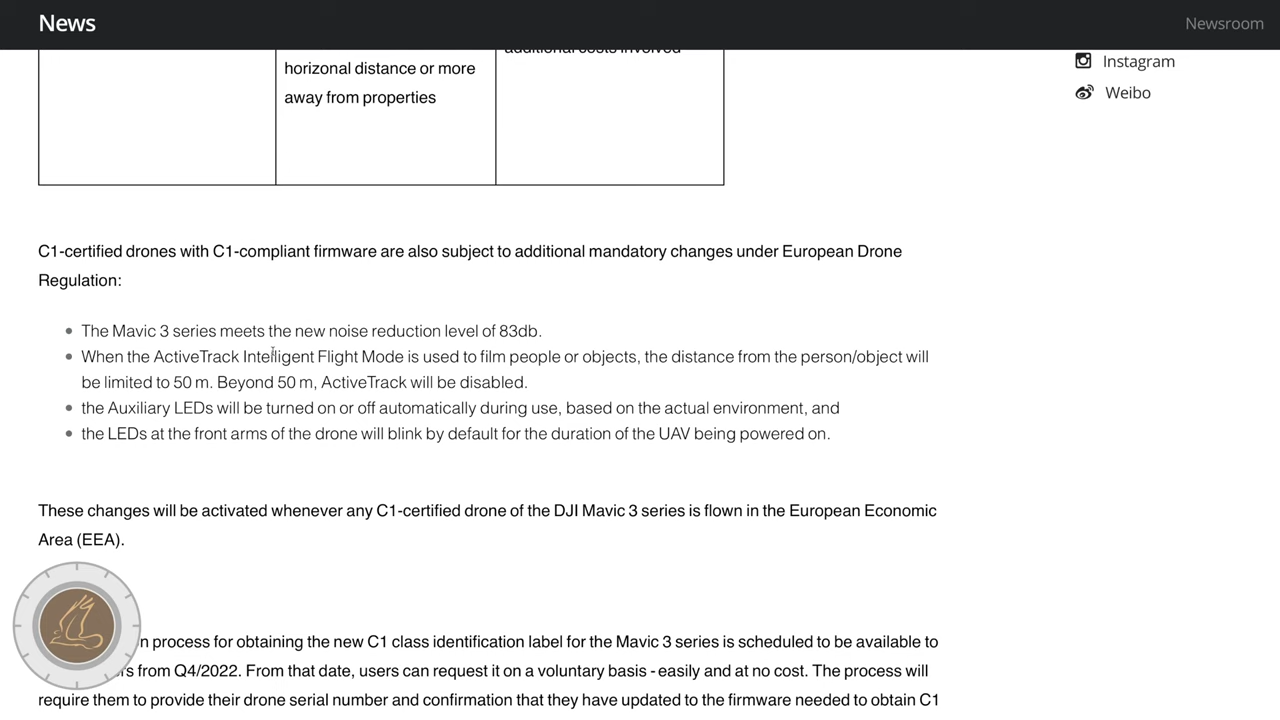 News
Newsroom
horizonal distance or more
away from properties
additional costs involved
Instagram
Weibo
C1-certified drones with C1-compliant firmware are also subject to additional mandatory changes under European Drone
Regulation:
The Mavic 3 series meets the new noise reduction level of 83db.
When the ActiveTrack Intelligent Flight Mode is used to film people or objects, the distance from the person/object will
be limited to 50 m. Beyond 50 m, ActiveTrack will be disabled.
the Auxiliary LEDs will be turned on or off automatically during use, based on the actual environment, and
the LEDs at the front arms of the drone will blink by default for the duration of the UAV being powered on.
These changes will be activated whenever any C1-certified drone of the DJI Mavic 3 series is flown in the European Economic
Area (EEA).
n process for obtaining the new C1 class identification label for the Mavic 3 series is scheduled to be available to
rs from Q4/2022. From that date, users can request it on a voluntary basis - easily and at no cost. The process will
require them to provide their drone serial number and confirmation that they have updated to the firmware needed to obtain C1